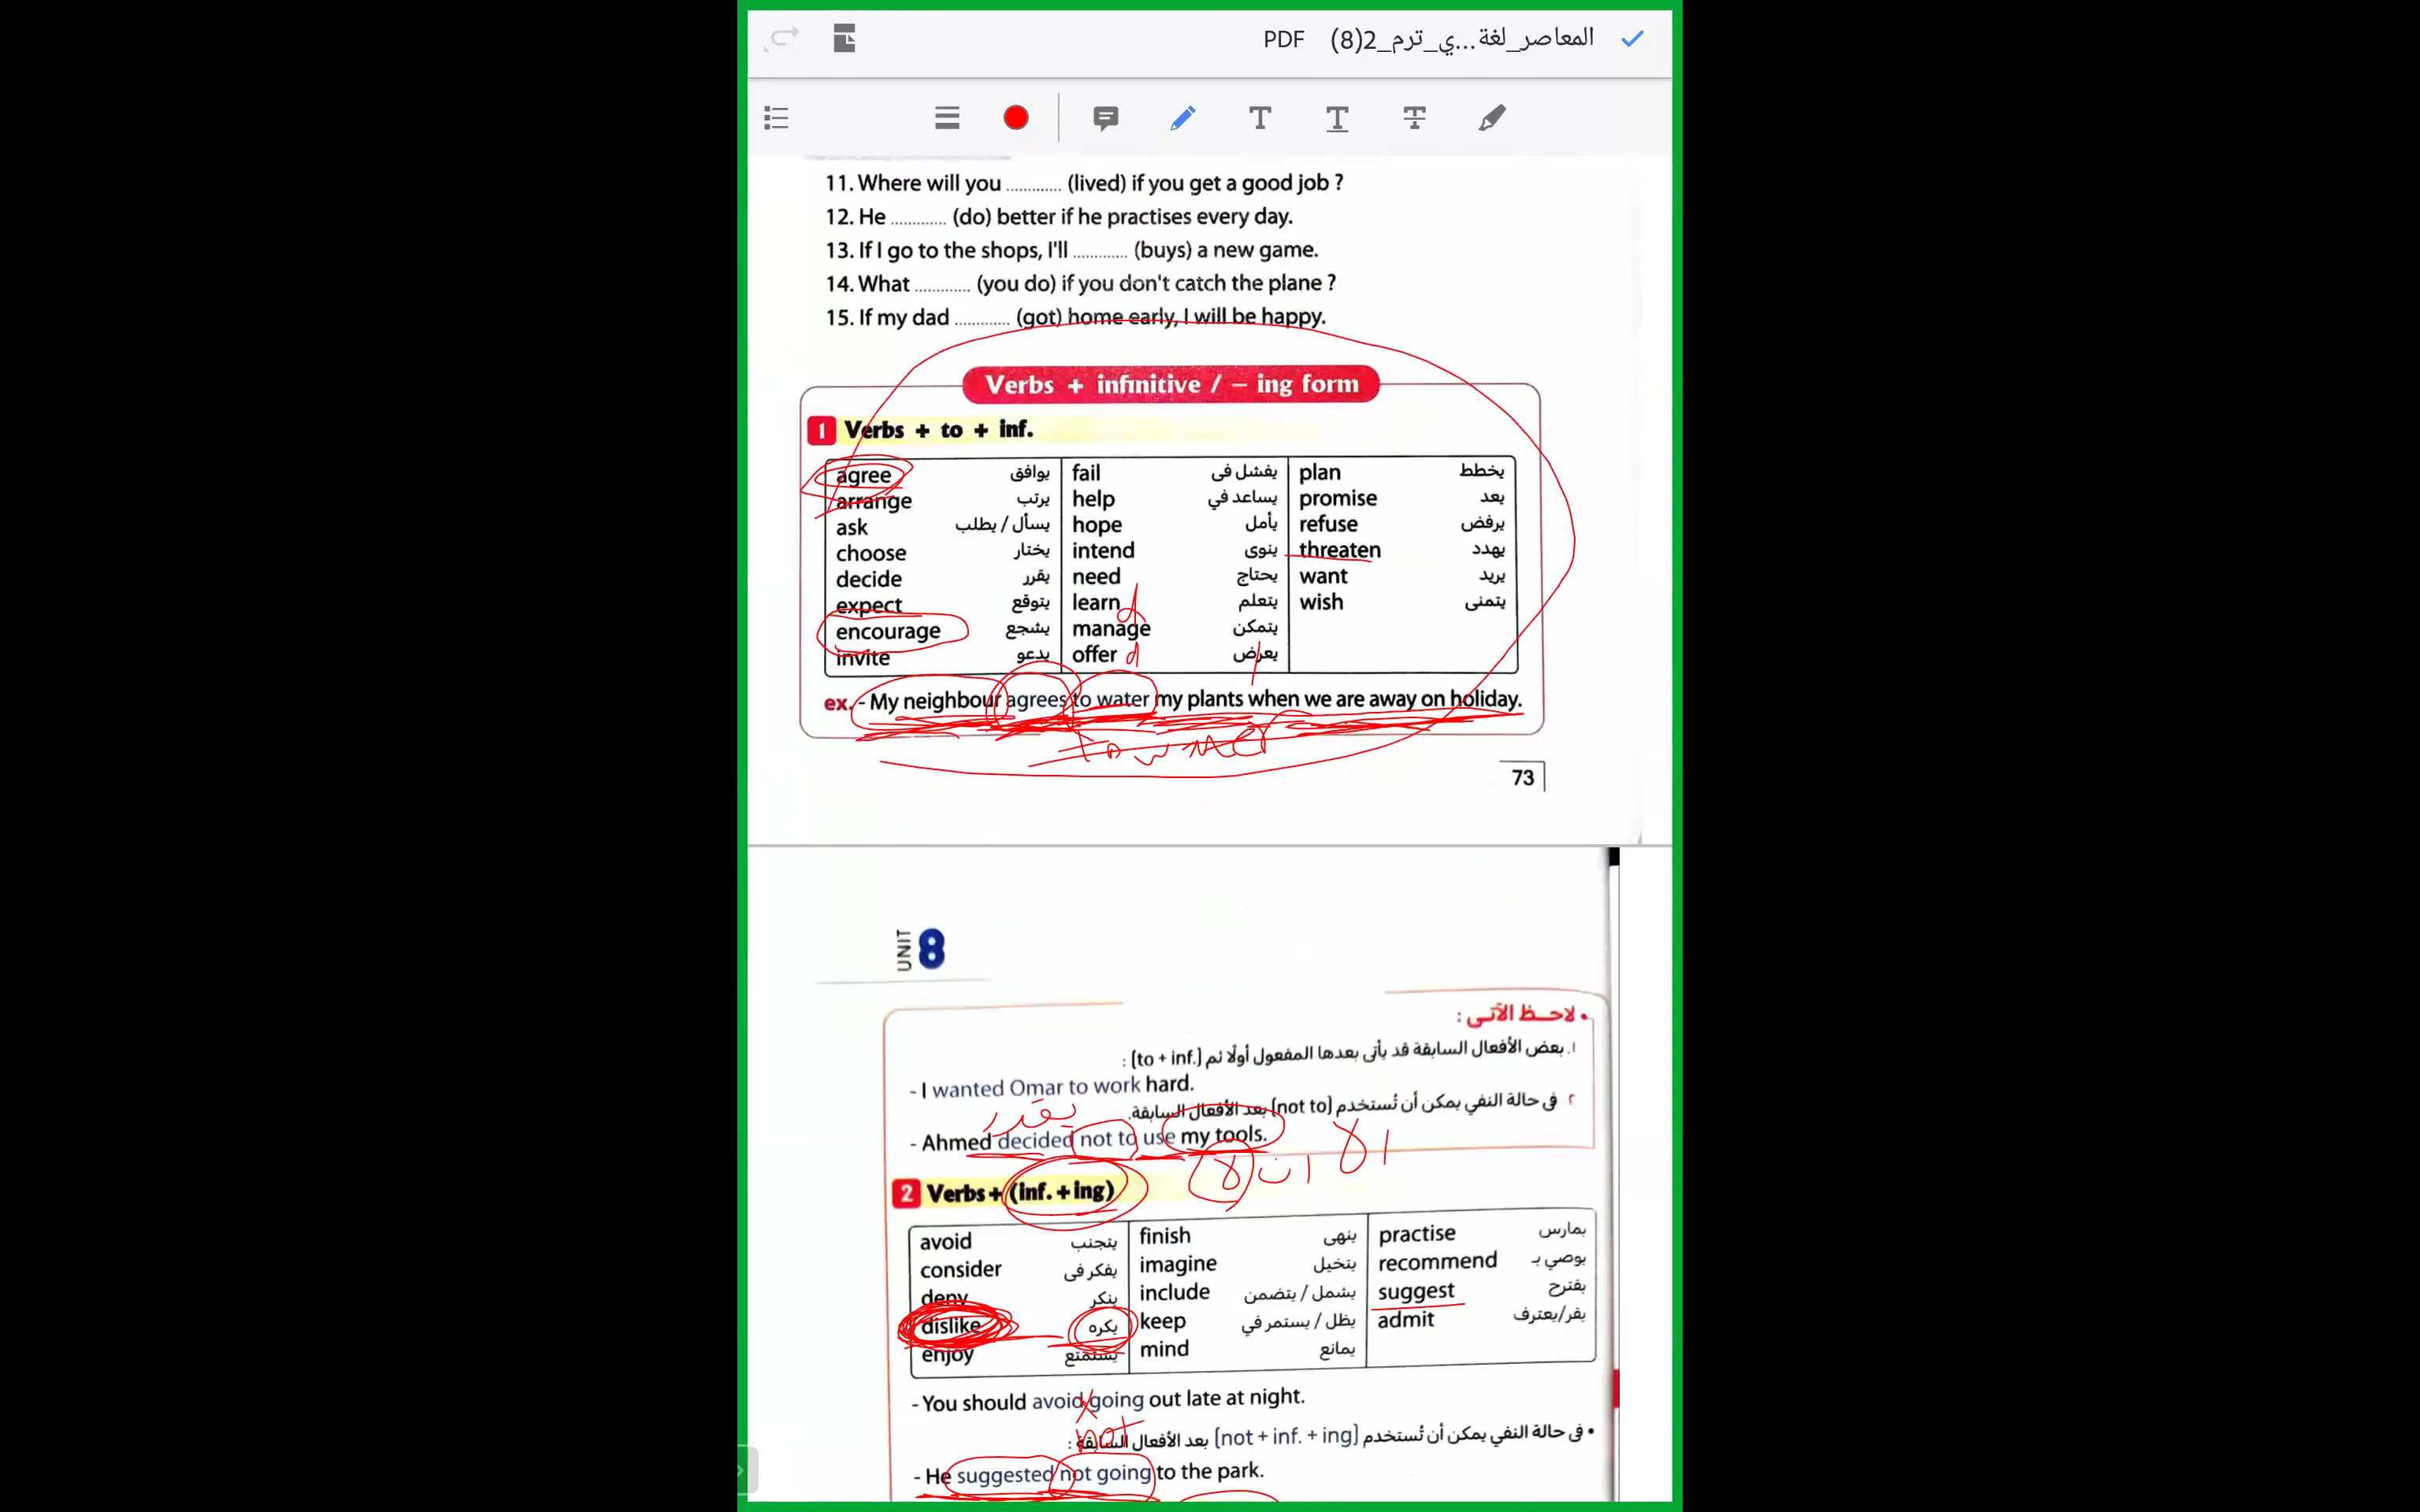 المعاصر_لغة...ي_ترم_2(8) PDF
11. Where will you ............ (lived) if you get a good job ?
12. He ............ (do) better if he practises every day.
13. If I go to the shops, I'll ............ (buys) a new game.
14. What ............ (you do) if you don't catch the plane ?
15. If my dad ............ (got) home early, I will be happy.
Verbs + infinitive / – ing form
1 Verbs + to + inf.
agree يوافق fail يفشل فى plan يخطط
arrange يرتب help يساعد في promise يعد
ask يسأل / يطلب hope يأمل refuse يرفض
choose يختار intend ينوى threaten يهدد
decide يقرر need يحتاج want يريد
expect يتوقع learn يتعلم wish يتمنى
encourage يشجع manage يتمكن
invite يدعو offer يعرض
d
d
ex. - My neighbour agrees to water my plants when we are away on holiday.
73
UNIT 8
• لاحـظ الآتـى :
١. بعض الأفعال السابقة قد يأتى بعدها المفعول أولًا ثم (to + inf.) :
- I wanted Omar to work hard.
٢ فى حالة النفي يمكن أن تُستخدم (not to) بعد الأفعال السابقة.
يقرر
- Ahmed decided not to use my tools.
ان لا
الا
2 Verbs + (inf. + ing)
avoid يتجنب finish ينهى practise يمارس
consider يفكر فى imagine يتخيل recommend يوصي بـ
deny ينكر include يشمل / يتضمن suggest يقترح
dislike يكره keep يظل / يستمر في admit يقر/يعترف
enjoy يستمتع mind يمانع
- You should avoid going out late at night.
not
• فى حالة النفي يمكن أن تُستخدم (not + inf. + ing) بعد الأفعال السابقة :
- He suggested not going to the park.